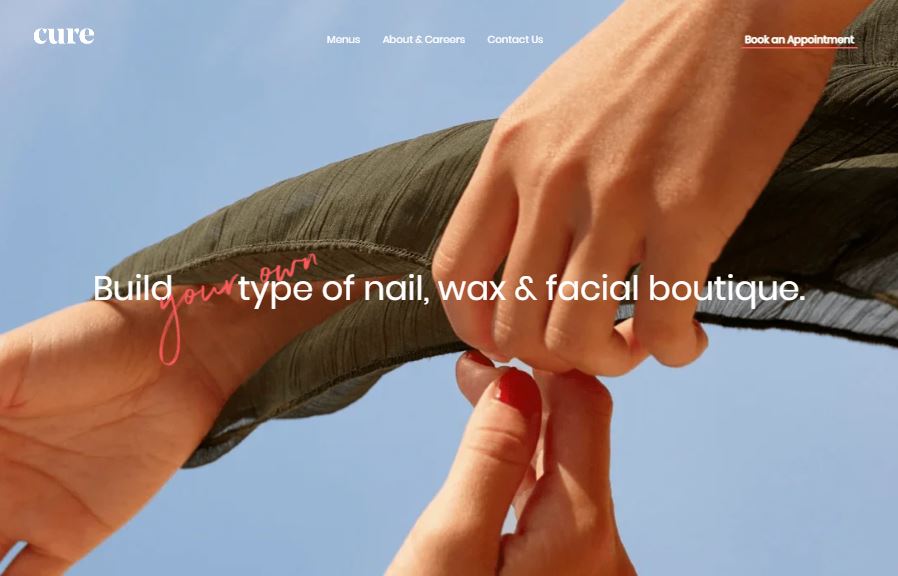 cure
Menus About & Careers Contact Us Book an Appointment
Build your own type of nail, wax & facial boutique.